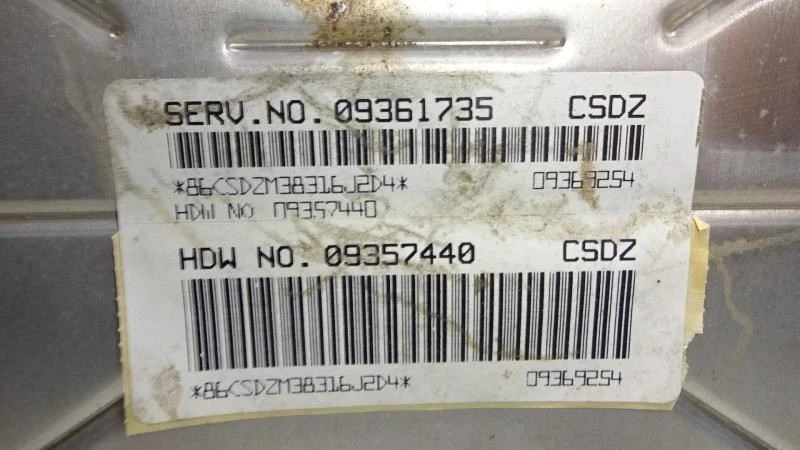 SERV.NO. 09361735 CSDZ
*86CSDZM38316J2D4* 09369254
HDW NO 09357440
HDW NO. 09357440 CSDZ
*86CSDZM38316J2D4* 09369254